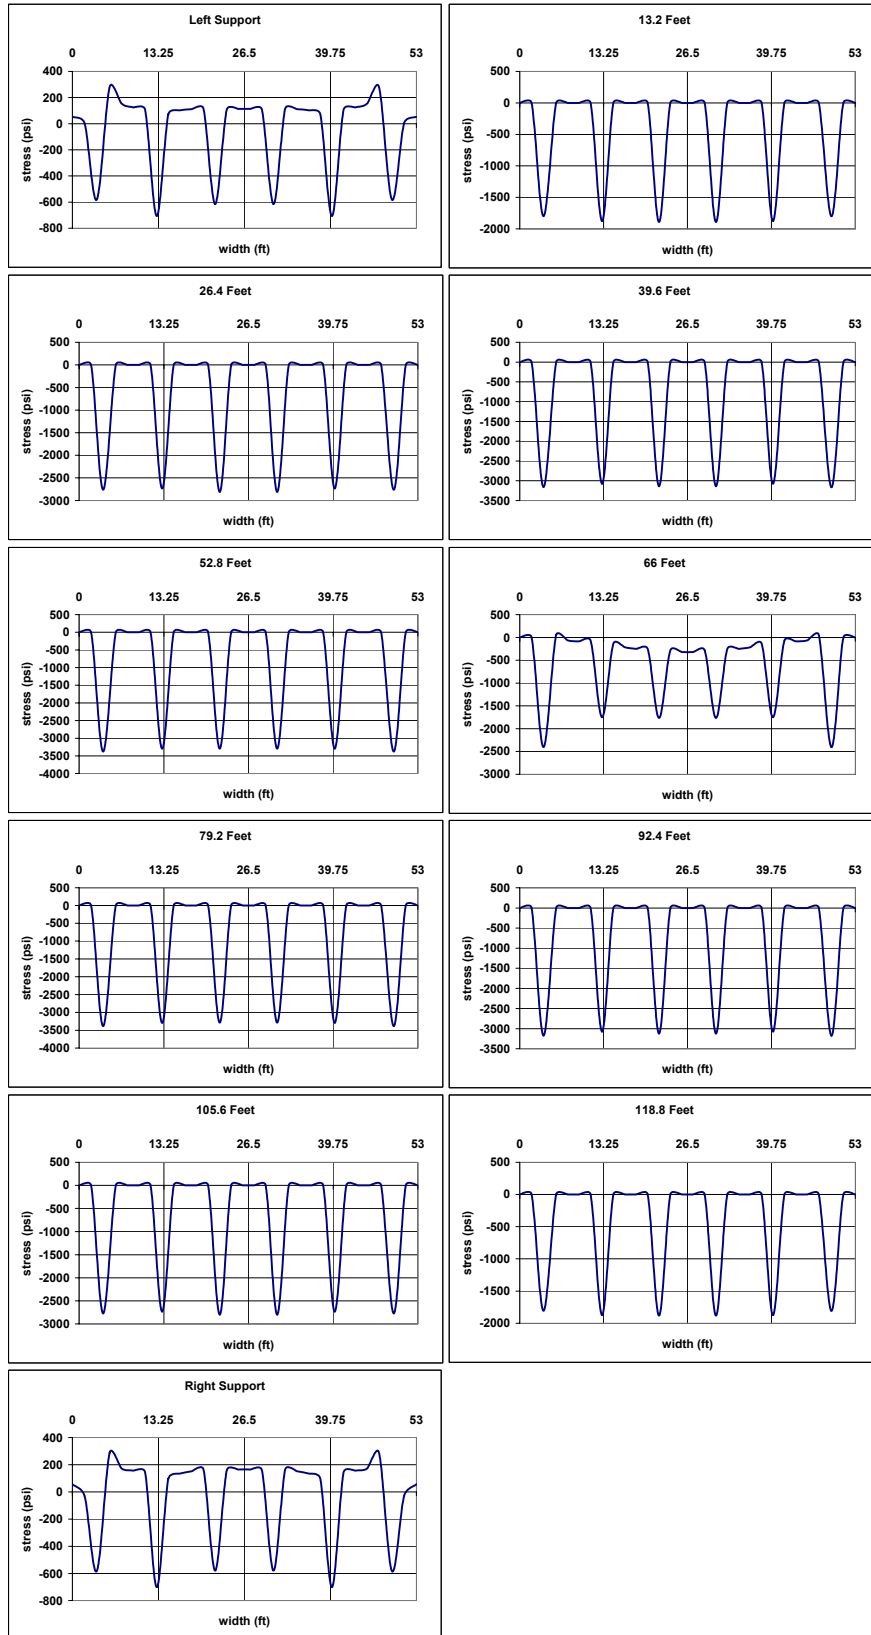 Left Support
0 13.25 26.5 39.75 53
400
200
0
-200
-400
-600
-800
stress (psi)
width (ft)
13.2 Feet
0 13.25 26.5 39.75 53
500
0
-500
-1000
-1500
-2000
stress (psi)
width (ft)
26.4 Feet
0 13.25 26.5 39.75 53
500
0
-500
-1000
-1500
-2000
-2500
-3000
stress (psi)
width (ft)
39.6 Feet
0 13.25 26.5 39.75 53
500
0
-500
-1000
-1500
-2000
-2500
-3000
-3500
stress (psi)
width (ft)
52.8 Feet
0 13.25 26.5 39.75 53
500
0
-500
-1000
-1500
-2000
-2500
-3000
-3500
-4000
stress (psi)
width (ft)
66 Feet
0 13.25 26.5 39.75 53
500
0
-500
-1000
-1500
-2000
-2500
-3000
stress (psi)
width (ft)
79.2 Feet
0 13.25 26.5 39.75 53
500
0
-500
-1000
-1500
-2000
-2500
-3000
-3500
-4000
stress (psi)
width (ft)
92.4 Feet
0 13.25 26.5 39.75 53
500
0
-500
-1000
-1500
-2000
-2500
-3000
-3500
stress (psi)
width (ft)
105.6 Feet
0 13.25 26.5 39.75 53
500
0
-500
-1000
-1500
-2000
-2500
-3000
stress (psi)
width (ft)
118.8 Feet
0 13.25 26.5 39.75 53
500
0
-500
-1000
-1500
-2000
stress (psi)
width (ft)
Right Support
0 13.25 26.5 39.75 53
400
200
0
-200
-400
-600
-800
stress (psi)
width (ft)